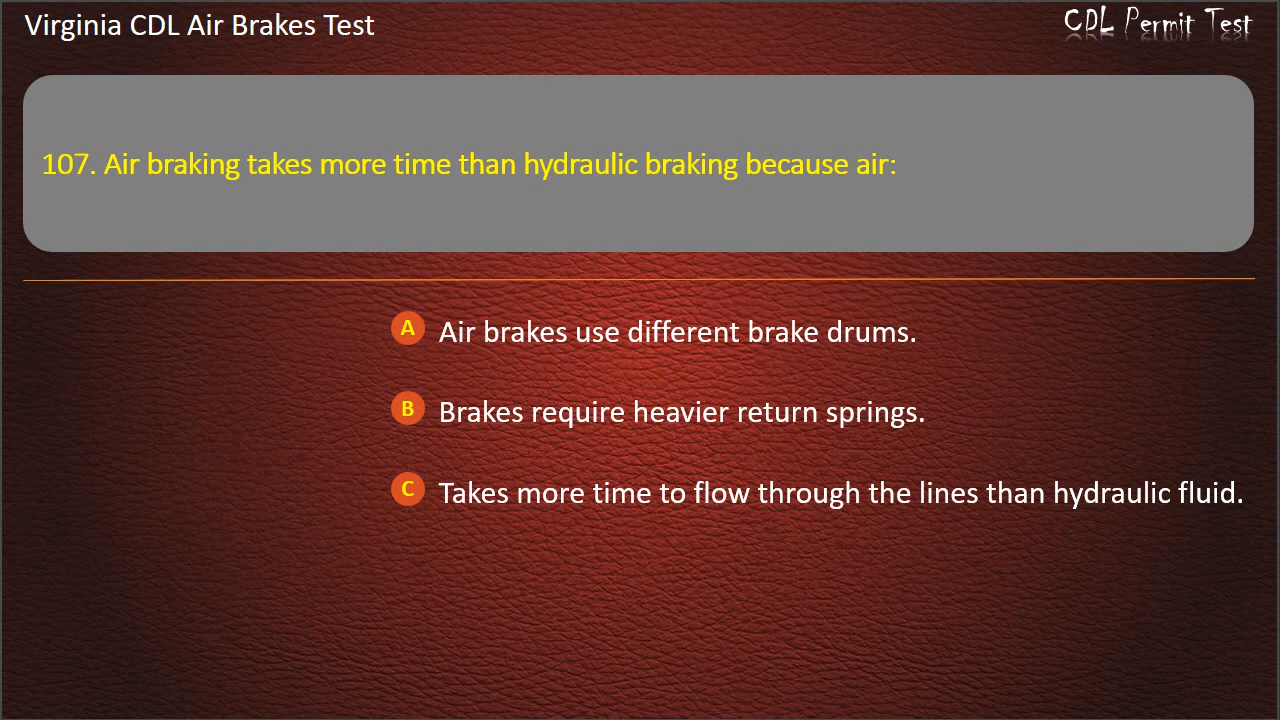 Virginia CDL Air Brakes Test
CDL Permit Test
107. Air braking takes more time than hydraulic braking because air:
A Air brakes use different brake drums.
B Brakes require heavier return springs.
C Takes more time to flow through the lines than hydraulic fluid.